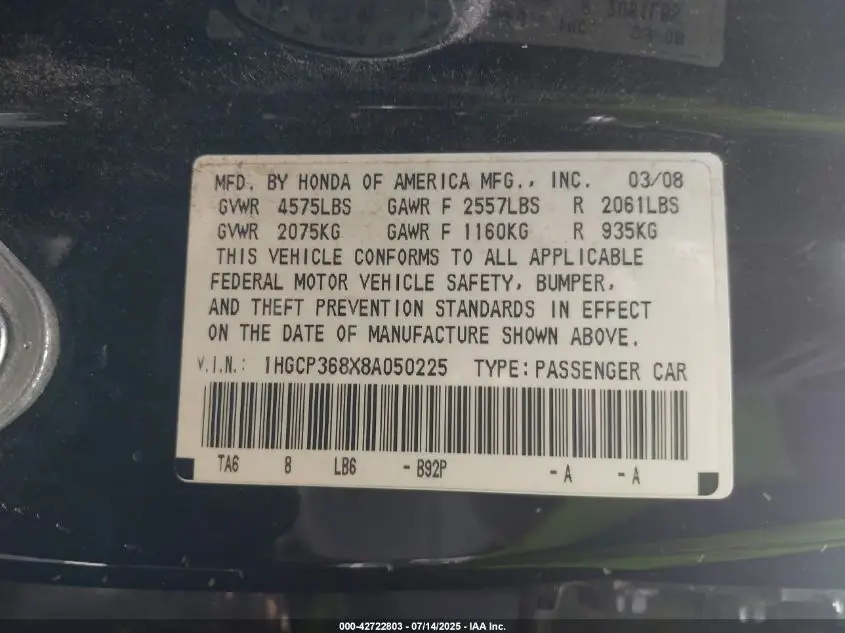 MFD. BY HONDA OF AMERICA MFG., INC. 03/08
GVWR 4575LBS GAWR F 2557LBS R 2061LBS
GVWR 2075KG GAWR F 1160KG R 935KG
THIS VEHICLE CONFORMS TO ALL APPLICABLE
FEDERAL MOTOR VEHICLE SAFETY, BUMPER,
AND THEFT PREVENTION STANDARDS IN EFFECT
ON THE DATE OF MANUFACTURE SHOWN ABOVE.
V.I.N.: 1HGCP368X8A050225 TYPE: PASSENGER CAR
TA6 8 LB6 - B92P - A - A
000-42722803 - 07/14/2025 - IAA Inc.